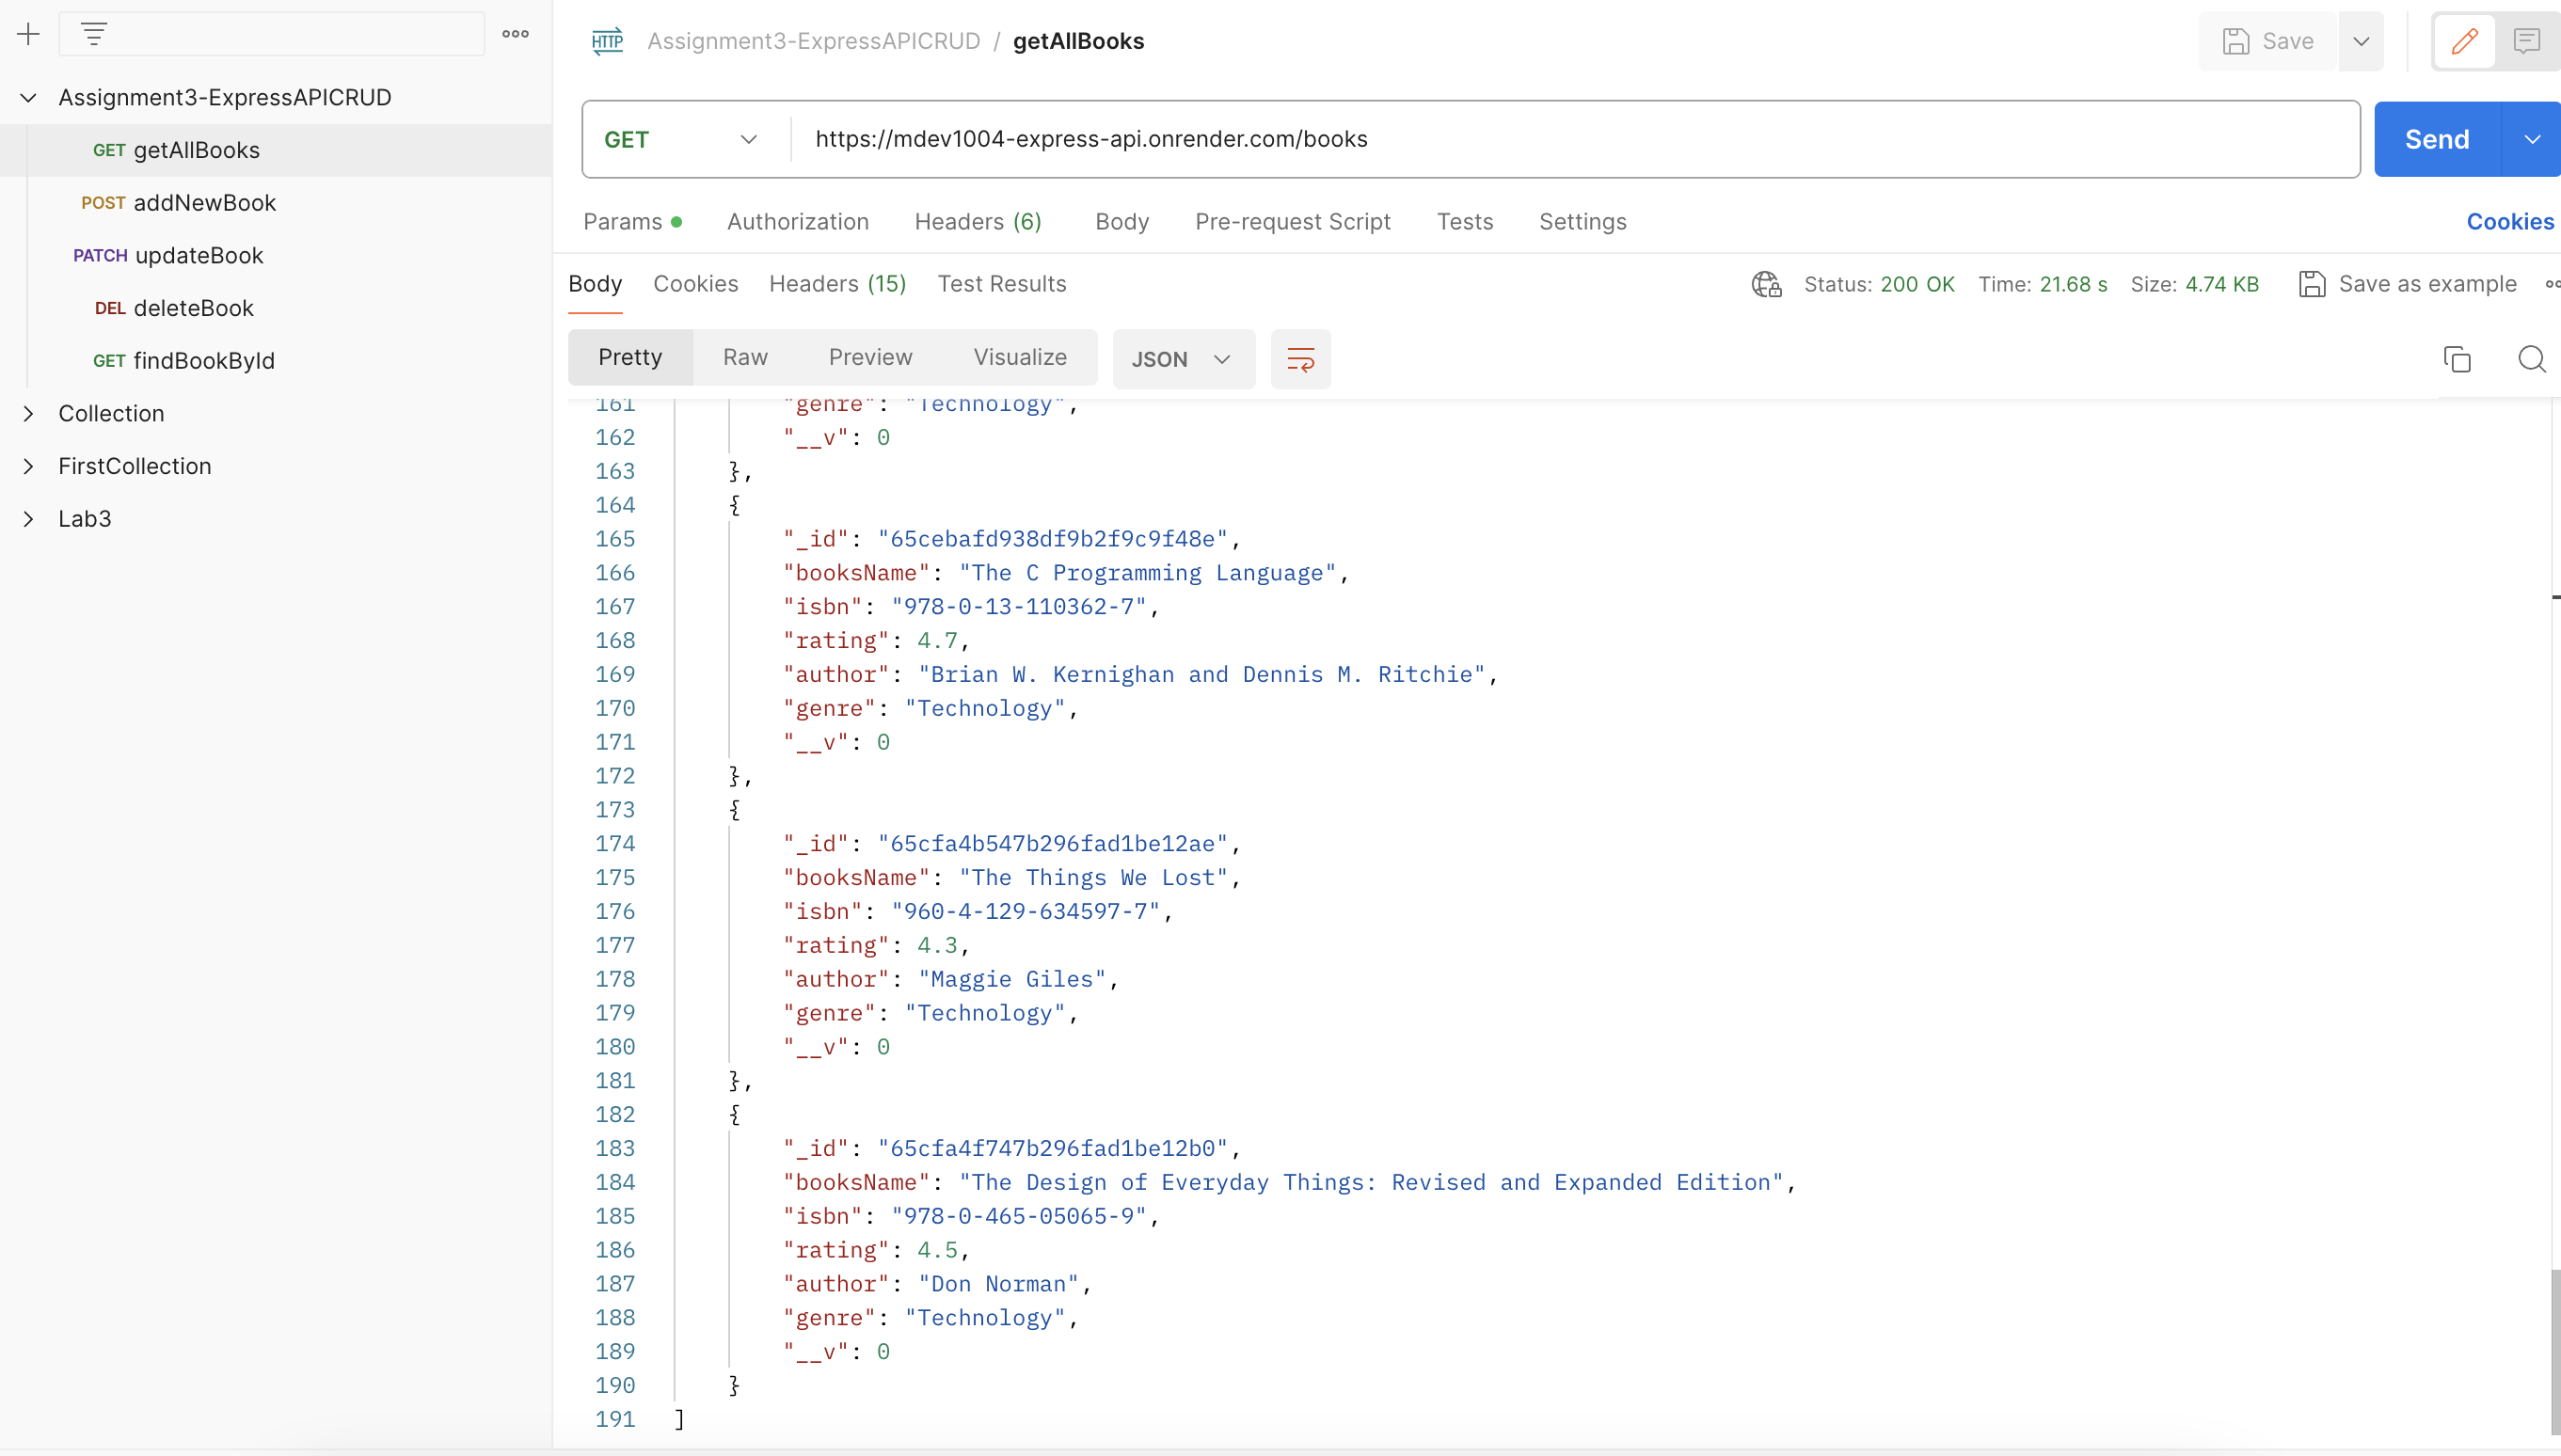 Assignment3-ExpressAPICRUD
GET getAllBooks
POST addNewBook
PATCH updateBook
DEL deleteBook
GET findBookById
Collection
FirstCollection
Lab3
HTTP Assignment3-ExpressAPICRUD / getAllBooks
Save
GET https://mdev1004-express-api.onrender.com/books
Send
Params Authorization Headers (6) Body Pre-request Script Tests Settings Cookies
Body Cookies Headers (15) Test Results Status: 200 OK Time: 21.68 s Size: 4.74 KB Save as example
Pretty Raw Preview Visualize JSON
161 "genre": "Technology",
162 "__v": 0
163 },
164 {
165 "_id": "65cebafd938df9b2f9c9f48e",
166 "booksName": "The C Programming Language",
167 "isbn": "978-0-13-110362-7",
168 "rating": 4.7,
169 "author": "Brian W. Kernighan and Dennis M. Ritchie",
170 "genre": "Technology",
171 "__v": 0
172 },
173 {
174 "_id": "65cfa4b547b296fad1be12ae",
175 "booksName": "The Things We Lost",
176 "isbn": "960-4-129-634597-7",
177 "rating": 4.3,
178 "author": "Maggie Giles",
179 "genre": "Technology",
180 "__v": 0
181 },
182 {
183 "_id": "65cfa4f747b296fad1be12b0",
184 "booksName": "The Design of Everyday Things: Revised and Expanded Edition",
185 "isbn": "978-0-465-05065-9",
186 "rating": 4.5,
187 "author": "Don Norman",
188 "genre": "Technology",
189 "__v": 0
190 }
191 ]